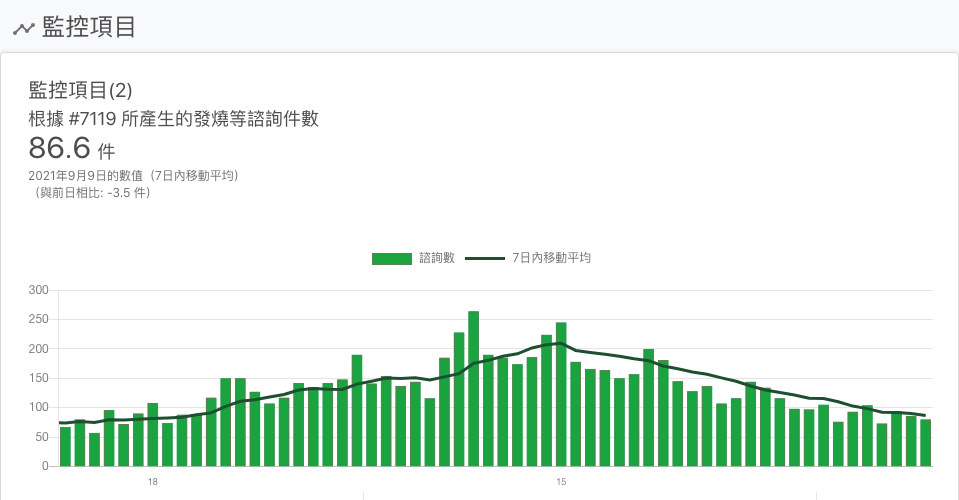 監控項目
監控項目(2)
根據 #7119 所產生的發燒等諮詢件數
86.6 件
2021年9月9日的數值（7日內移動平均）
（與前日相比: -3.5 件）
諮詢數 7日內移動平均
300
250
200
150
100
50
0
18 15